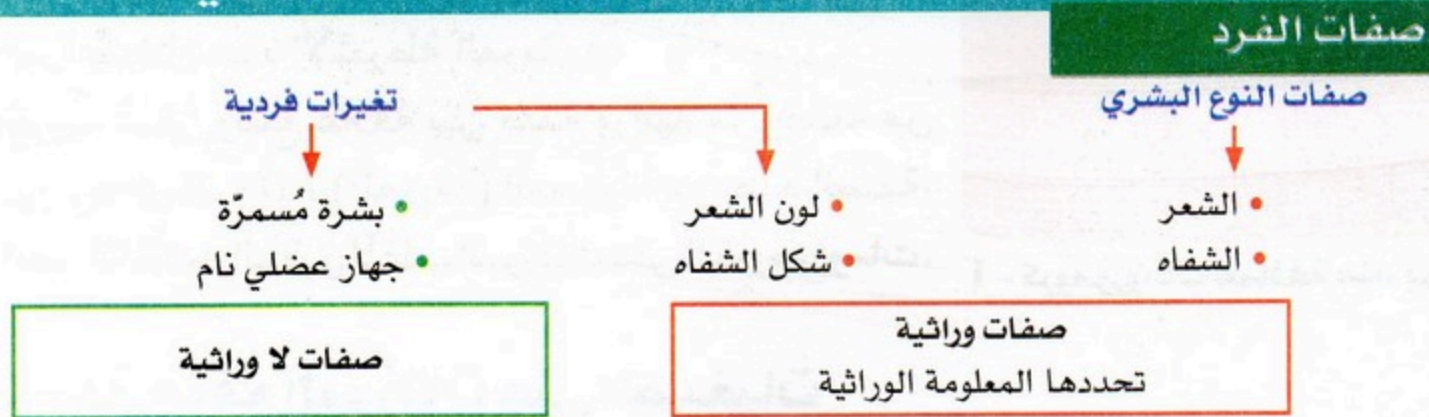 صفات الفرد
صفات النوع البشري
تغيرات فردية
• الشعر
• الشفاه
• لون الشعر
• شكل الشفاه
• بشرة مُسمرّة
• جهاز عضلي نام
صفات وراثية
تحددها المعلومة الوراثية
صفات لا وراثية